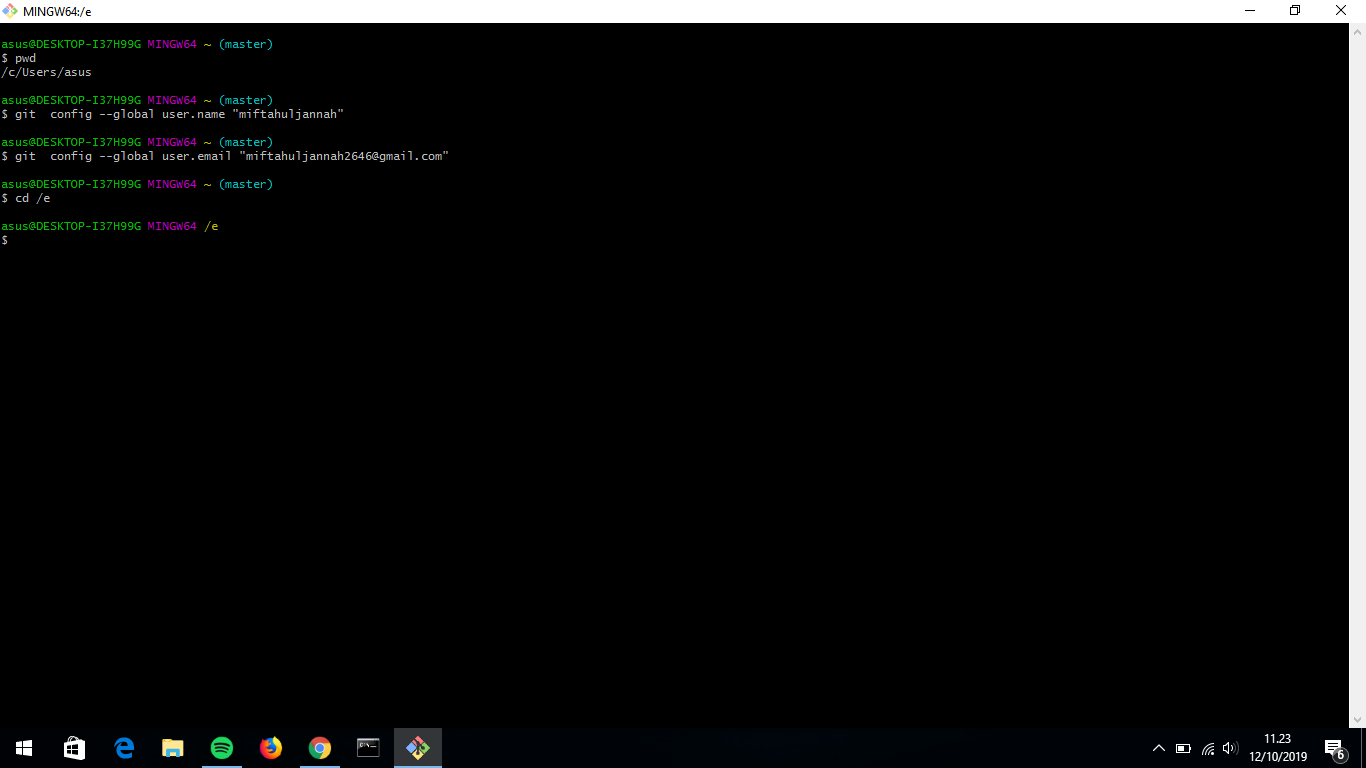 MINGW64:/e
asus@DESKTOP-I37H99G MINGW64 ~ (master)
$ pwd
/c/Users/asus
asus@DESKTOP-I37H99G MINGW64 ~ (master)
$ git  config --global user.name "miftahuljannah"
asus@DESKTOP-I37H99G MINGW64 ~ (master)
$ git  config --global user.email "miftahuljannah2646@gmail.com"
asus@DESKTOP-I37H99G MINGW64 ~ (master)
$ cd /e
asus@DESKTOP-I37H99G MINGW64 /e
$
11.23
12/10/2019
6